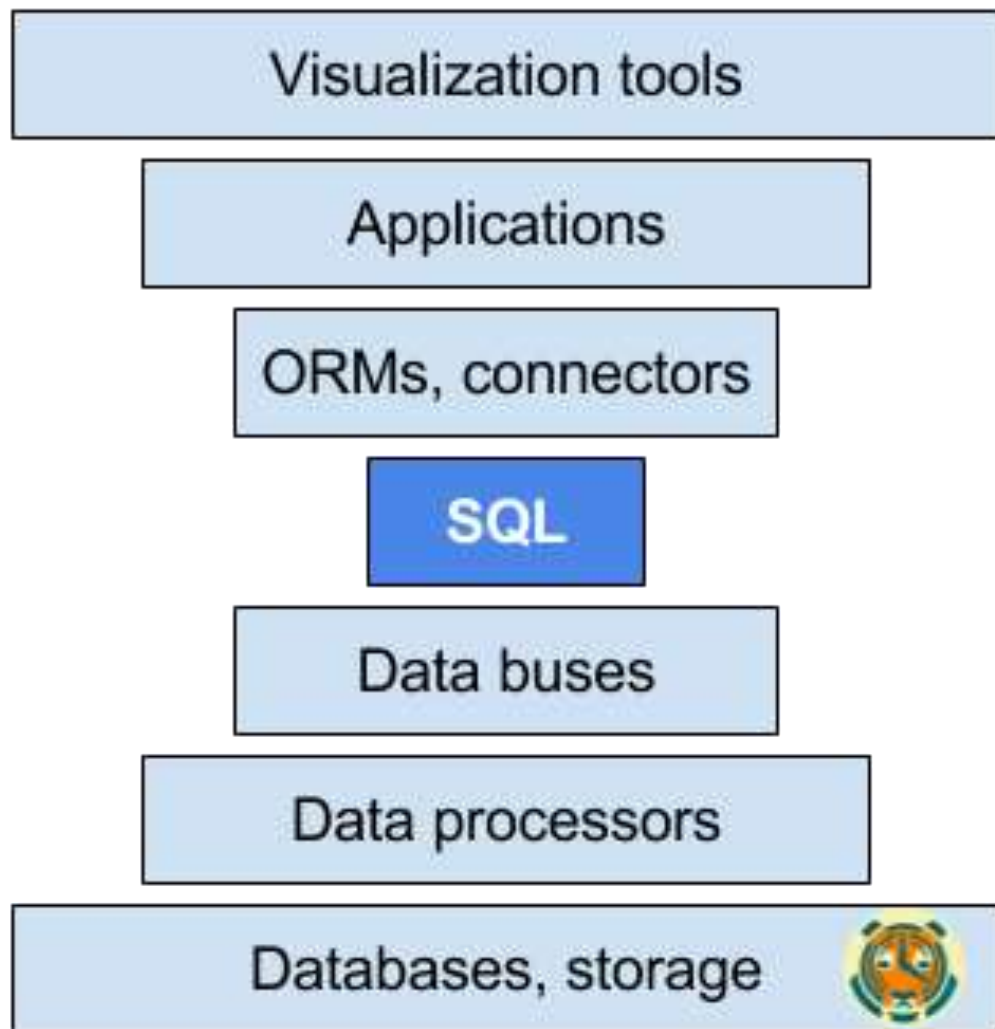 Visualization tools
Applications
ORMs, connectors
SQL
Data buses
Data processors
Databases, storage